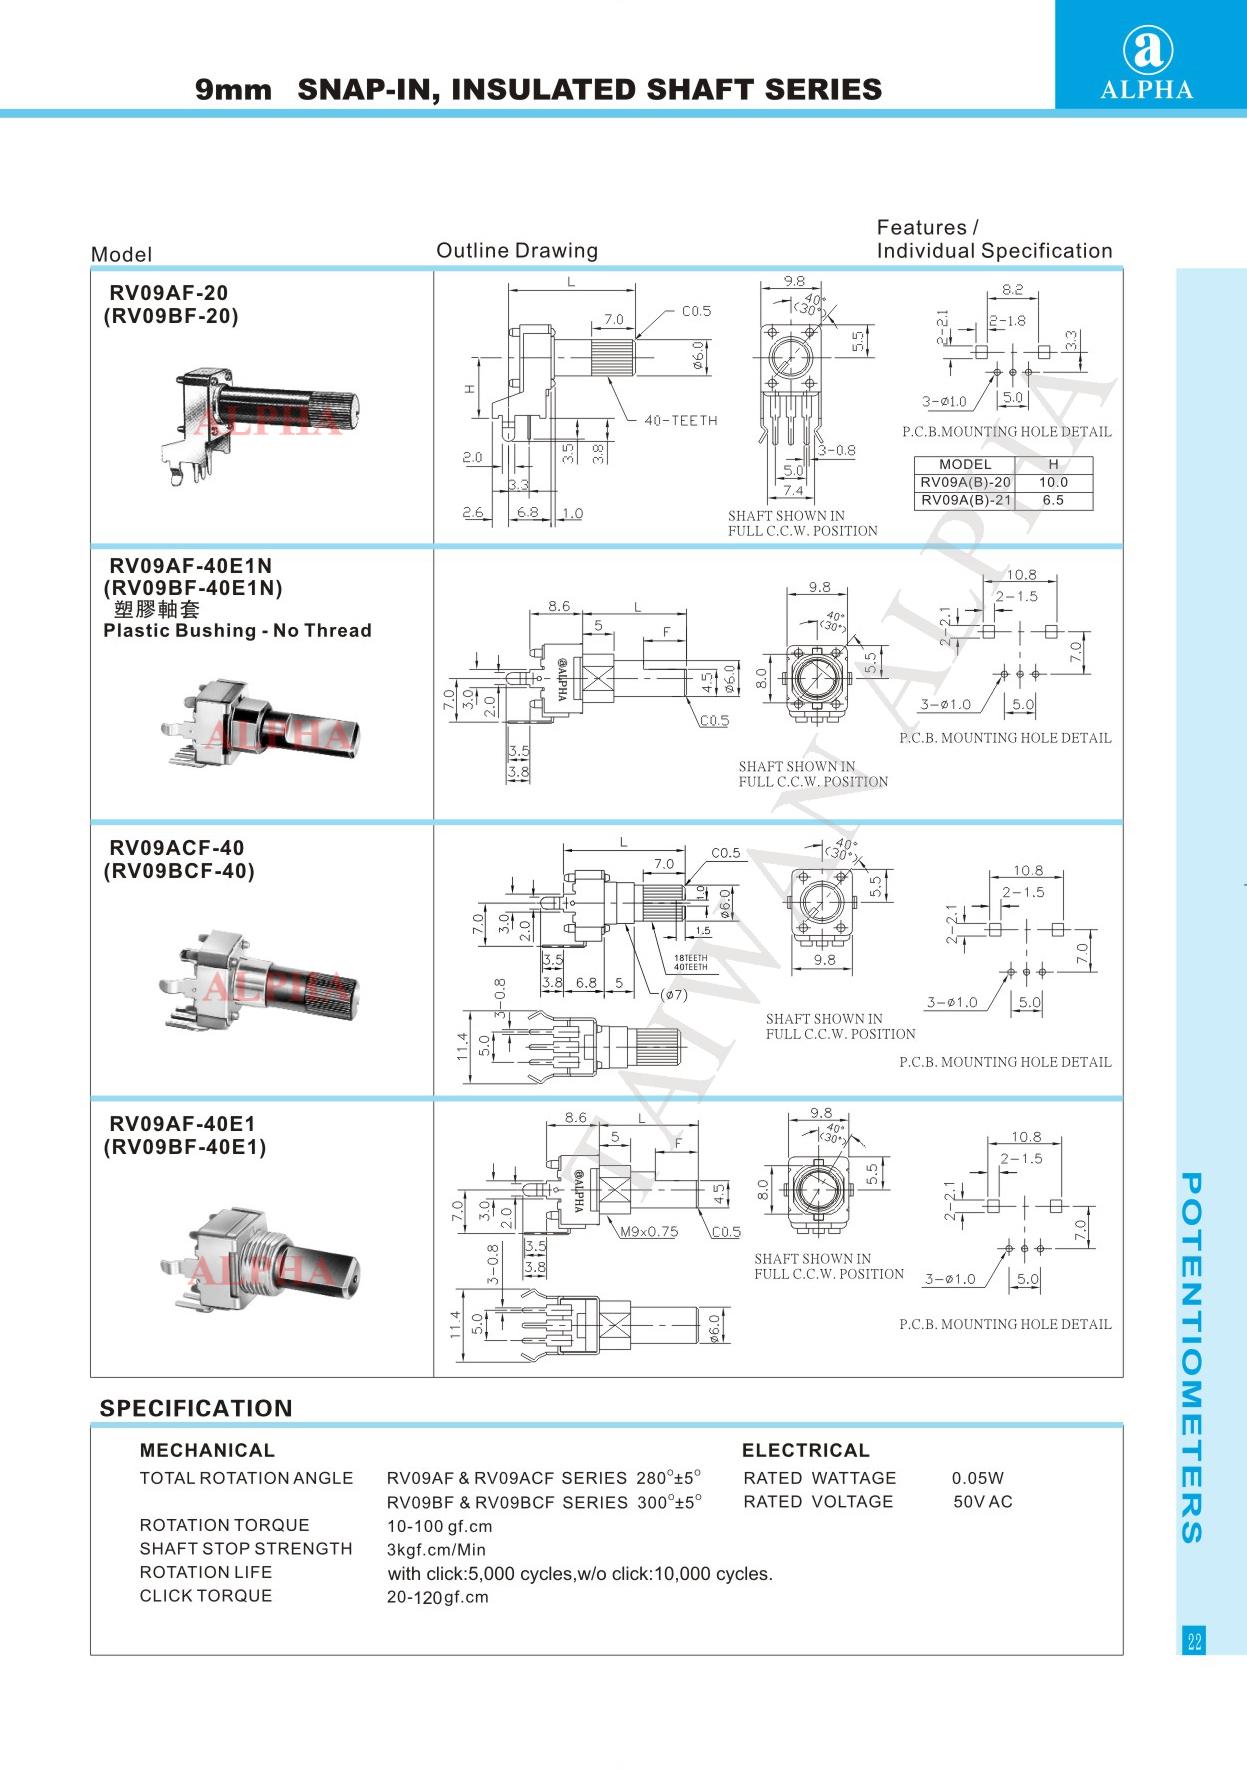 9mm SNAP-IN, INSULATED SHAFT SERIES
a
ALPHA
Model
Outline Drawing
Features /
Individual Specification
RV09AF-20
(RV09BF-20)
ALPHA
L
7.0
C0.5
ø6.0
H
40-TEETH
2.0
3.5
3.8
3.3
2.6
6.8
1.0
9.8
40°
(30°)
5.5
3-0.8
5.0
7.4
SHAFT SHOWN IN
FULL C.C.W. POSITION
8.2
2-2.1
2-1.8
3.3
3-ø1.0
5.0
P.C.B.MOUNTING HOLE DETAIL
MODEL H
RV09A(B)-20 10.0
RV09A(B)-21 6.5
RV09AF-40E1N
(RV09BF-40E1N)
塑膠軸套
Plastic Bushing - No Thread
ALPHA
8.6
L
5
F
@ALPHA
7.0
3.0
2.0
4.5
ø6.0
C0.5
3.5
3.8
9.8
40°
(30°)
5.5
8.0
SHAFT SHOWN IN
FULL C.C.W. POSITION
10.8
2-1.5
2-2.1
7.0
3-ø1.0
5.0
P.C.B. MOUNTING HOLE DETAIL
RV09ACF-40
(RV09BCF-40)
ALPHA
L
7.0
C0.5
1.0
ø6.0
7.0
3.0
2.0
1.5
18TEETH
40TEETH
3.5
3.8
6.8
5
(ø7)
3-0.8
11.4
5.0
40°
(30°)
5.5
9.8
SHAFT SHOWN IN
FULL C.C.W. POSITION
10.8
2-1.5
2-2.1
7.0
3-ø1.0
5.0
P.C.B. MOUNTING HOLE DETAIL
RV09AF-40E1
(RV09BF-40E1)
ALPHA
8.6
L
5
F
@ALPHA
7.0
3.0
2.0
4.5
M9x0.75
C0.5
3.5
3.8
3-0.8
11.4
5.0
ø6.0
9.8
40°
(30°)
5.5
8.0
SHAFT SHOWN IN
FULL C.C.W. POSITION
10.8
2-1.5
2-2.1
7.0
3-ø1.0
5.0
P.C.B. MOUNTING HOLE DETAIL
TAIWAN ALPHA
SPECIFICATION
MECHANICAL
TOTAL ROTATION ANGLE RV09AF & RV09ACF SERIES 280°±5°
RV09BF & RV09BCF SERIES 300°±5°
ROTATION TORQUE 10-100 gf.cm
SHAFT STOP STRENGTH 3kgf.cm/Min
ROTATION LIFE with click:5,000 cycles,w/o click:10,000 cycles.
CLICK TORQUE 20-120gf.cm
ELECTRICAL
RATED WATTAGE 0.05W
RATED VOLTAGE 50V AC
POTENTIOMETERS
22